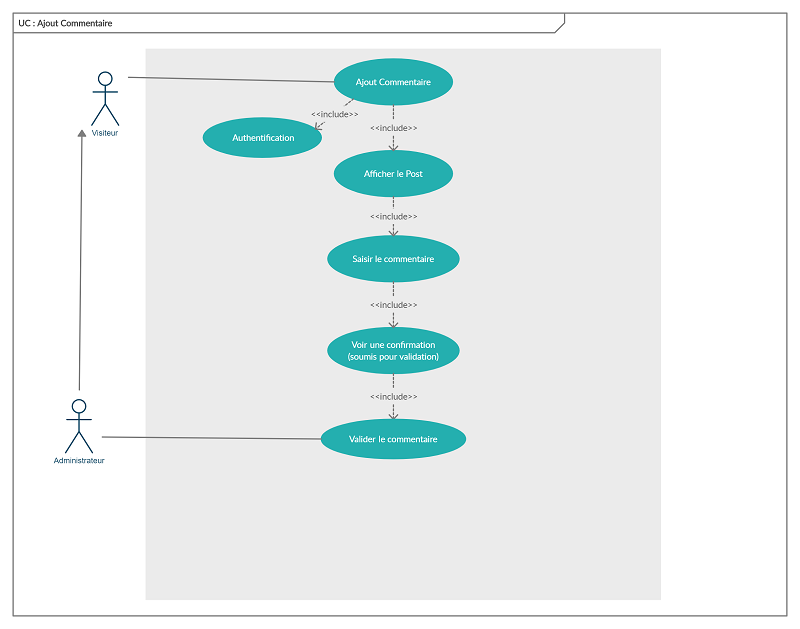 UC : Ajout Commentaire
Ajout Commentaire
<<include>>
<<include>>
Visiteur
Authentification
Afficher le Post
<<include>>
Saisir le commentaire
<<include>>
Voir une confirmation
(soumis pour validation)
<<include>>
Valider le commentaire
Administrateur